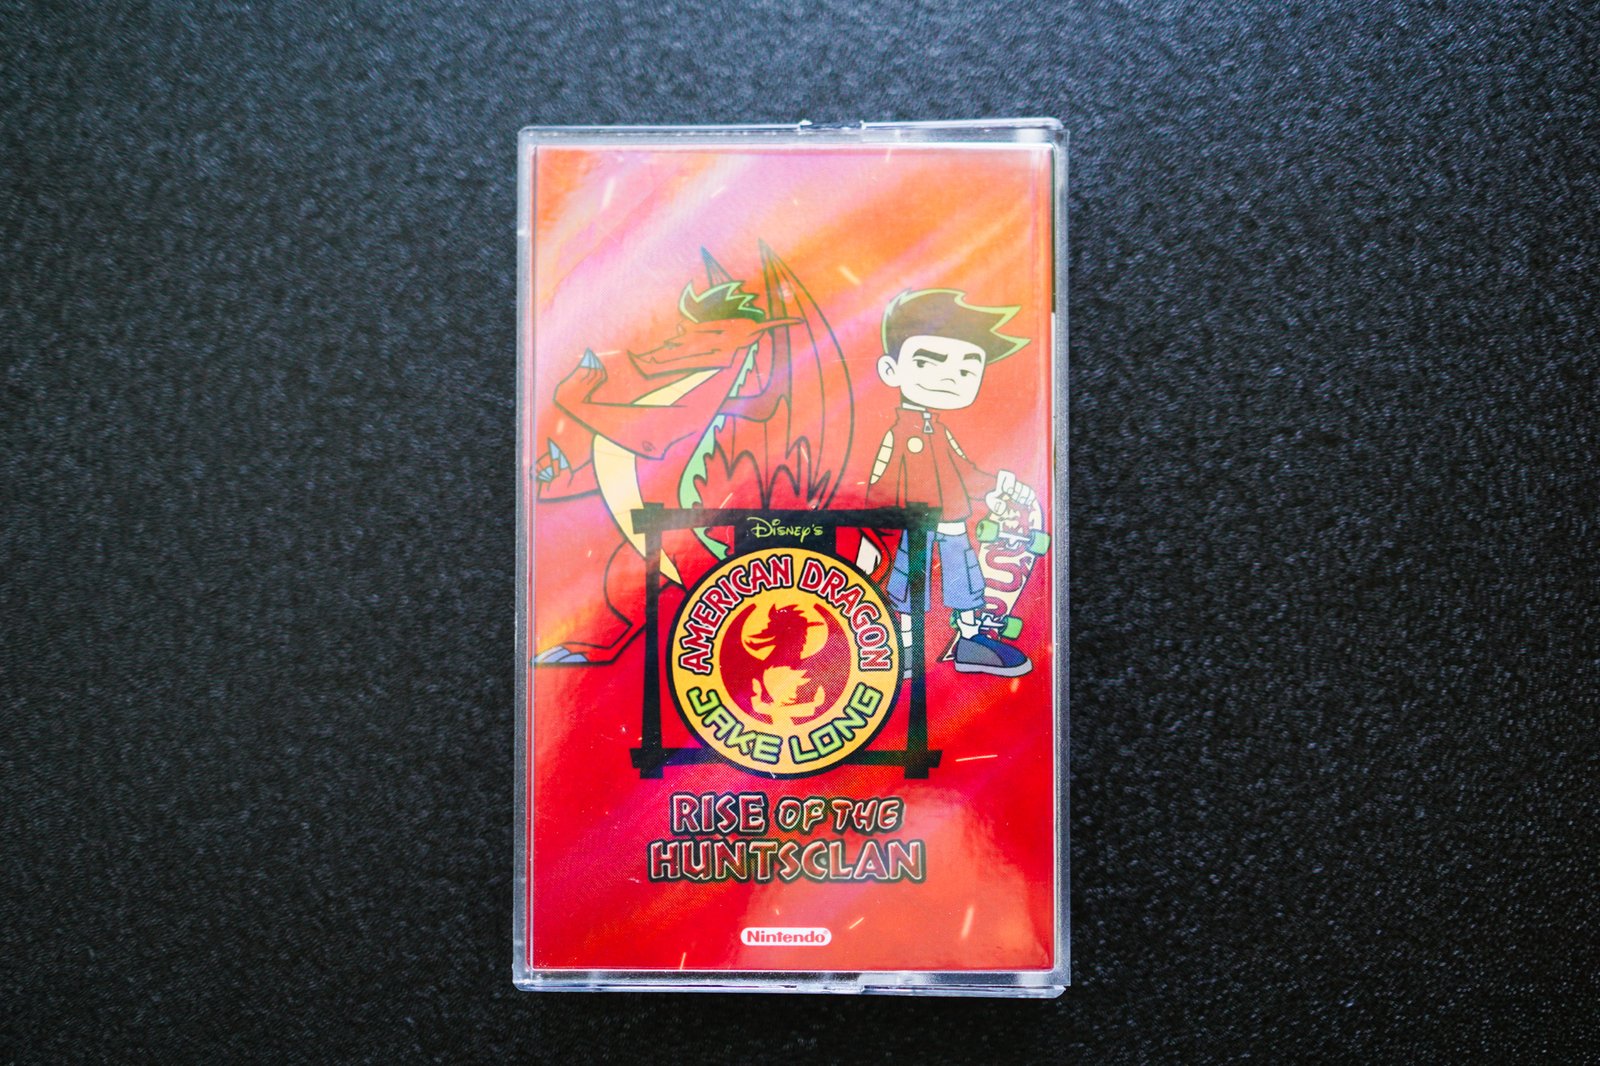 Disney's
AMERICAN DRAGON
JAKE LONG
RISE OF THE
HUNTSCLAN
Nintendo